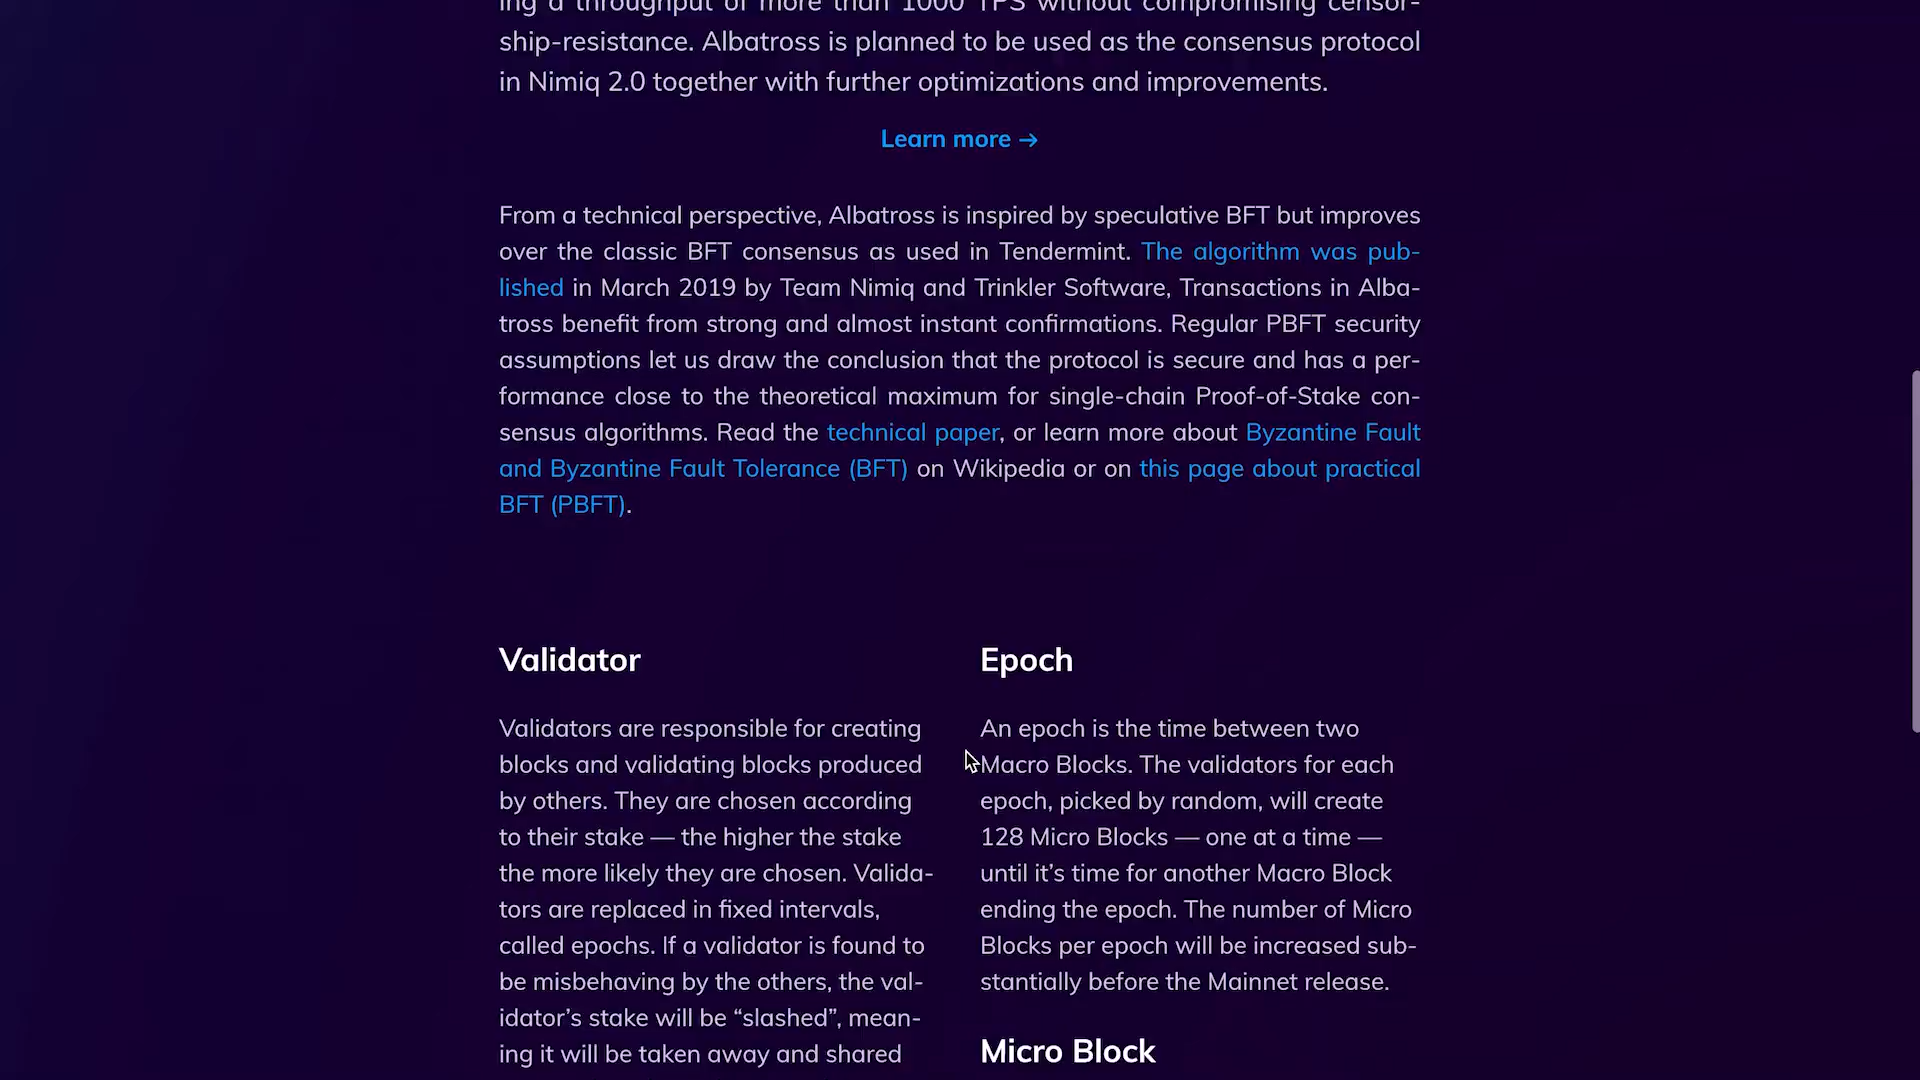 ing a throughput of more than 1000 TPS without compromising censor-
ship-resistance. Albatross is planned to be used as the consensus protocol
in Nimiq 2.0 together with further optimizations and improvements.
Learn more →
From a technical perspective, Albatross is inspired by speculative BFT but improves
over the classic BFT consensus as used in Tendermint. The algorithm was pub-
lished in March 2019 by Team Nimiq and Trinkler Software, Transactions in Alba-
tross benefit from strong and almost instant confirmations. Regular PBFT security
assumptions let us draw the conclusion that the protocol is secure and has a per-
formance close to the theoretical maximum for single-chain Proof-of-Stake con-
sensus algorithms. Read the technical paper, or learn more about Byzantine Fault
and Byzantine Fault Tolerance (BFT) on Wikipedia or on this page about practical
BFT (PBFT).
Validator
Validators are responsible for creating
blocks and validating blocks produced
by others. They are chosen according
to their stake — the higher the stake
the more likely they are chosen. Valida-
tors are replaced in fixed intervals,
called epochs. If a validator is found to
be misbehaving by the others, the val-
idator's stake will be “slashed”, mean-
ing it will be taken away and shared
Epoch
An epoch is the time between two
Macro Blocks. The validators for each
epoch, picked by random, will create
128 Micro Blocks — one at a time —
until it's time for another Macro Block
ending the epoch. The number of Micro
Blocks per epoch will be increased sub-
stantially before the Mainnet release.
Micro Block